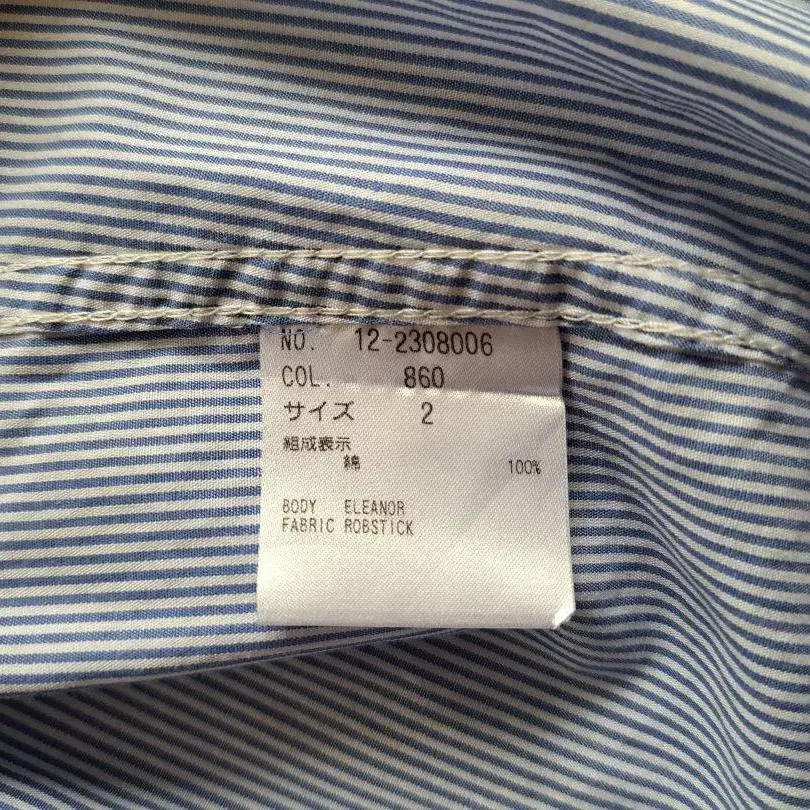 NO. 12-2308006
COL. 860
サイズ 2
組成表示
綿 100%
BODY ELEANOR
FABRIC ROBSTICK